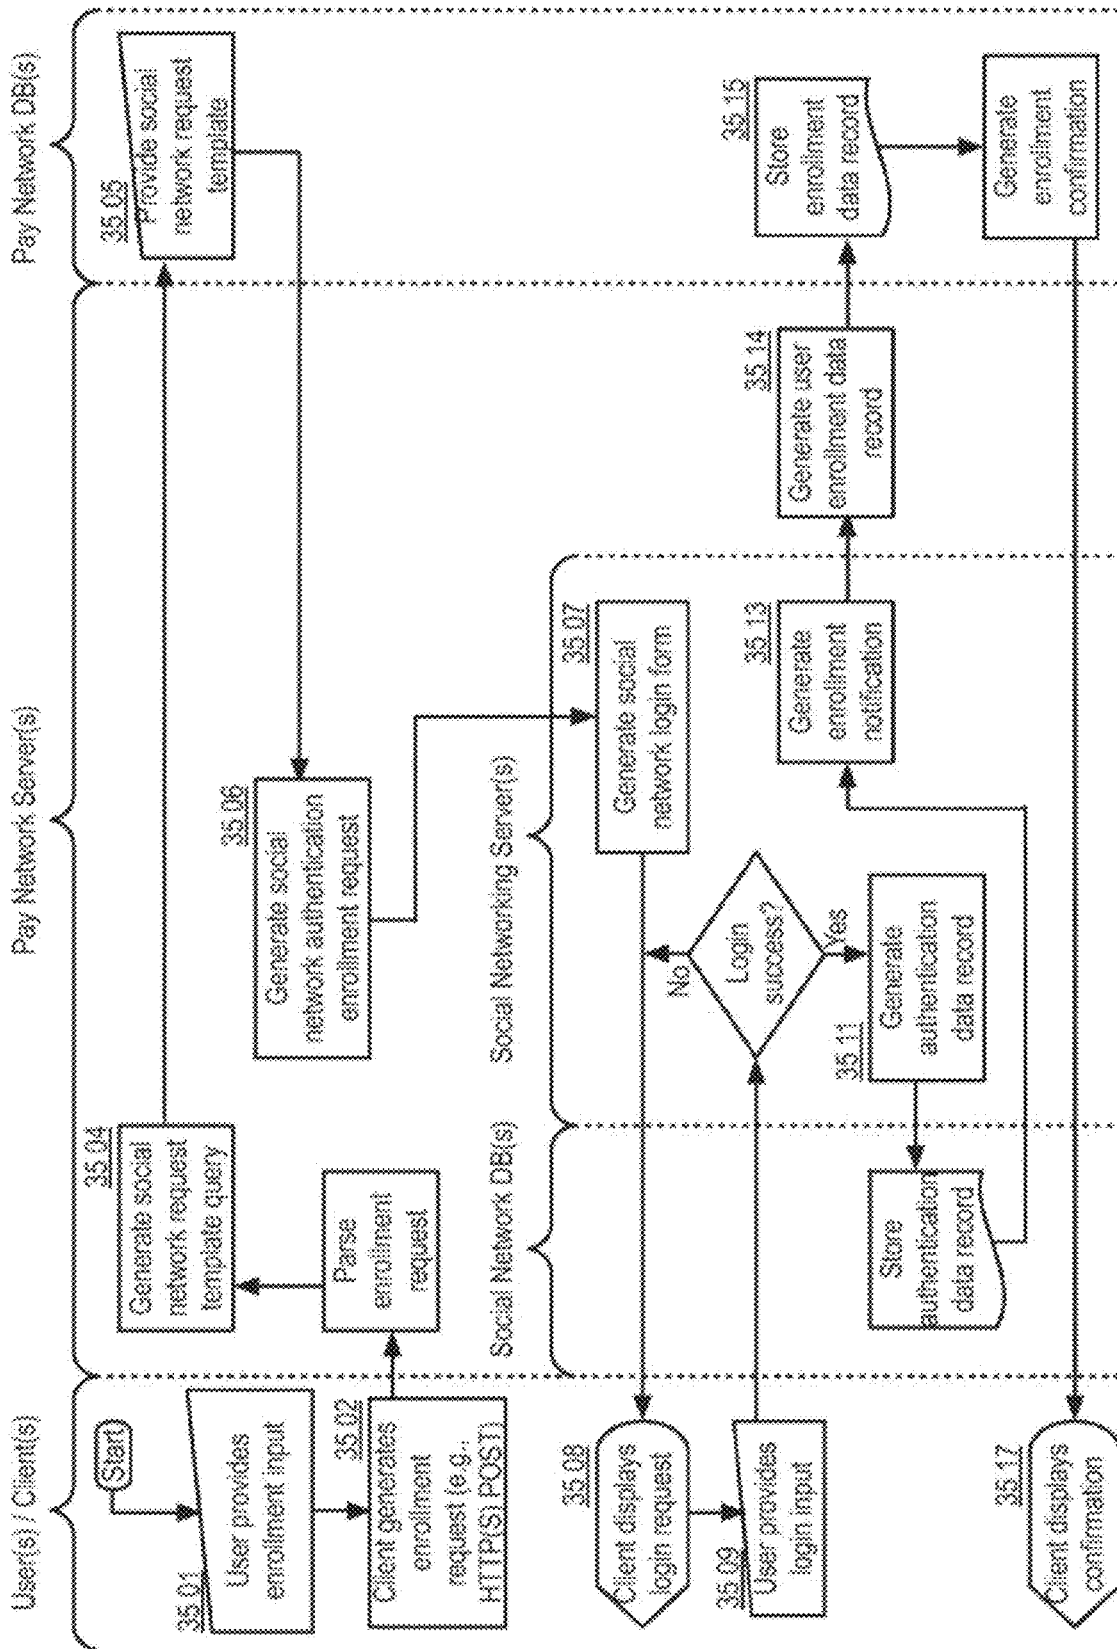 User(s) / Client(s)
Pay Network Server(s)
Pay Network DB(s)
Start
35 01
User provides
enrollment input
35 02
Client generates
enrollment
request (e.g.,
HTTP(S) POST)
Parse
enrollment
request
35 04
Generate social
network request
template query
35 05
Provide social
network request
template
35 06
Generate social
network authentication
enrollment request
Social Network DB(s)
Social Networking Server(s)
35 07
Generate social
network login form
35 08
Client displays
login request
35 09
User provides
login input
Login
success?
No
Yes
35 11
Generate
authentication
data record
Store
authentication
data record
35 13
Generate
enrollment
notification
35 14
Generate user
enrollment data
record
35 15
Store
enrollment
data record
Generate
enrollment
confirmation
35 17
Client displays
confirmation